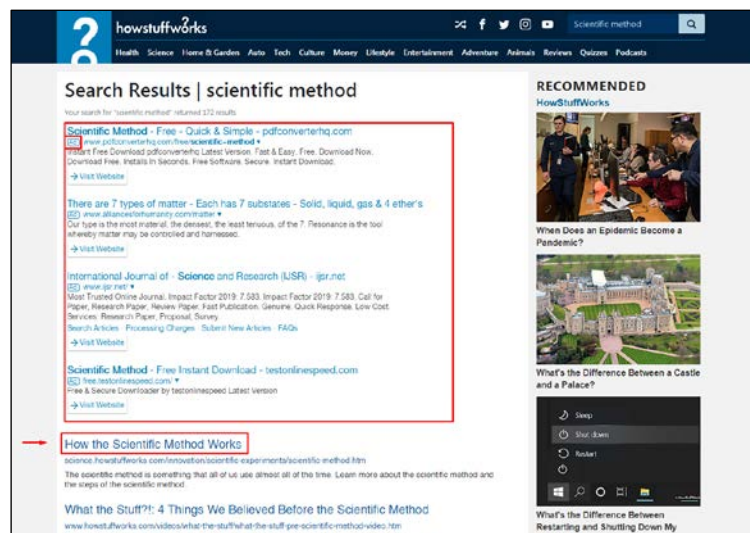 howstuffworks
Scientific method
Health Science Home & Garden Auto Tech Culture Money Lifestyle Entertainment Adventure Animals Reviews Quizzes Podcasts
Search Results | scientific method
Your search for "scientific method" returned 172 results
Scientific Method - Free - Quick & Simple - pdfconverterhq.com
Ad www.pdfconverterhq.com/free/scientific-method
Instant Free Download pdfconverterhq Latest Version. Fast & Easy. Free. Download Now.
Download Free. Installs In Seconds. Free Software. Secure. Instant Download.
→ Visit Website
There are 7 types of matter - Each has 7 substates - Solid, liquid, gas & 4 ether's
Ad www.alliancesforhumanity.com/matter
Our type is the most material, the densest, the least tenuous, of the 7. Resonance is the tool
whereby matter may be controlled and harnessed.
→ Visit Website
International Journal of - Science and Research (IJSR) - ijsr.net
Ad www.ijsr.net/
Most Trusted Online Journal, Impact Factor 2019: 7.583. Impact Factor 2019: 7.583. Call for
Paper, Research Paper, Review Paper, Fast Publication. Genuine. Quick Response. Low Cost.
Services: Research Paper, Proposal, Survey.
Search Articles · Processing Charges · Submit New Articles · FAQs
→ Visit Website
Scientific Method - Free Instant Download - testonlinespeed.com
Ad free.testonlinespeed.com/
Free & Secure Downloader by testonlinespeed Latest Version
→ Visit Website
How the Scientific Method Works
science.howstuffworks.com/innovation/scientific-experiments/scientific-method.htm
The scientific method is something that all of us use almost all of the time. Learn more about the scientific method and
the steps of the scientific method.
What the Stuff?!: 4 Things We Believed Before the Scientific Method
www.howstuffworks.com/videos/what-the-stuff/what-the-stuff-pre-scientific-method-video.htm
RECOMMENDED
HowStuffWorks
When Does an Epidemic Become a
Pandemic?
What's the Difference Between a Castle
and a Palace?
Sleep
Shut down
Restart
What's the Difference Between
Restarting and Shutting Down My